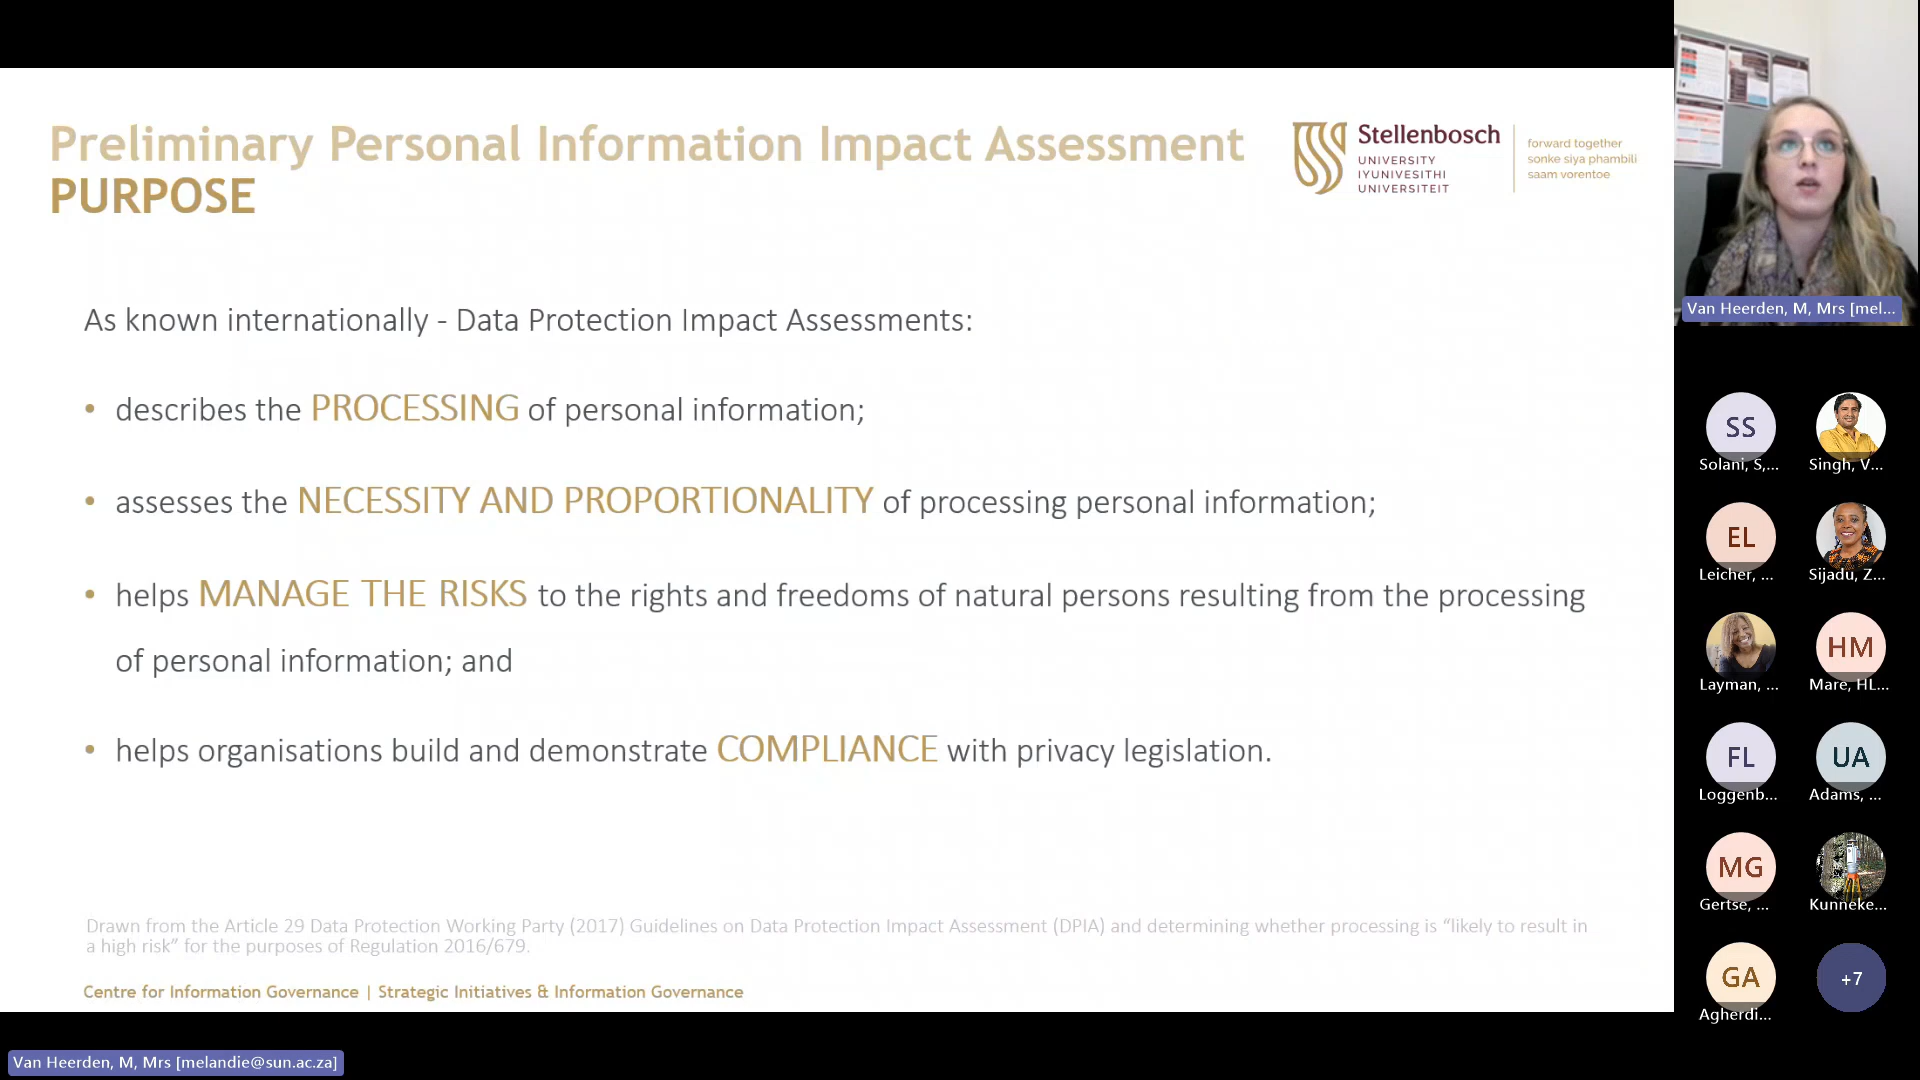 Preliminary Personal Information Impact Assessment
PURPOSE
Stellenbosch
UNIVERSITY
IYUNIVESITHI
UNIVERSITEIT
forward together
sonke siya phambili
saam vorentoe
As known internationally - Data Protection Impact Assessments:
• describes the PROCESSING of personal information;
• assesses the NECESSITY AND PROPORTIONALITY of processing personal information;
• helps MANAGE THE RISKS to the rights and freedoms of natural persons resulting from the processing
of personal information; and
• helps organisations build and demonstrate COMPLIANCE with privacy legislation.
Drawn from the Article 29 Data Protection Working Party (2017) Guidelines on Data Protection Impact Assessment (DPIA) and determining whether processing is “likely to result in
a high risk” for the purposes of Regulation 2016/679.
Centre for Information Governance | Strategic Initiatives & Information Governance
Van Heerden, M, Mrs [melandie@sun.ac.za]
Van Heerden, M, Mrs [mel...
SS
Solani, S,...
Singh, V...
EL
Leicher, ...
Sijadu, Z...
Layman, ...
HM
Mare, HL...
FL
Loggenb...
UA
Adams, ...
MG
Gertse, ...
Kunneke...
GA
Agherdi...
+7